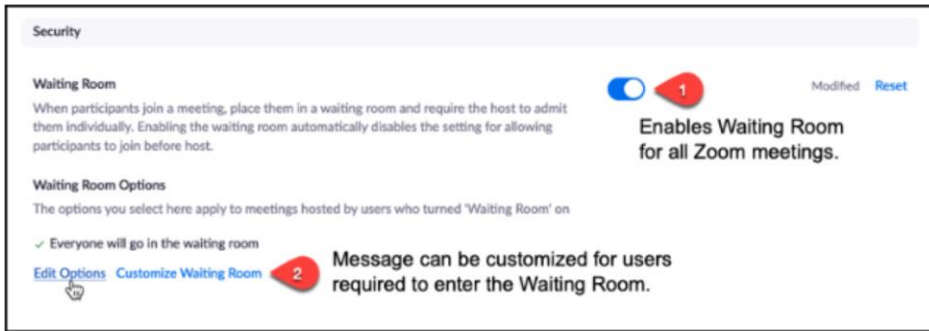 Security
Waiting Room
When participants join a meeting, place them in a waiting room and require the host to admit
them individually. Enabling the waiting room automatically disables the setting for allowing
participants to join before host.
1
Modified Reset
Enables Waiting Room
for all Zoom meetings.
Waiting Room Options
The options you select here apply to meetings hosted by users who turned 'Waiting Room' on
✓ Everyone will go in the waiting room
Edit Options Customize Waiting Room
2
Message can be customized for users
required to enter the Waiting Room.